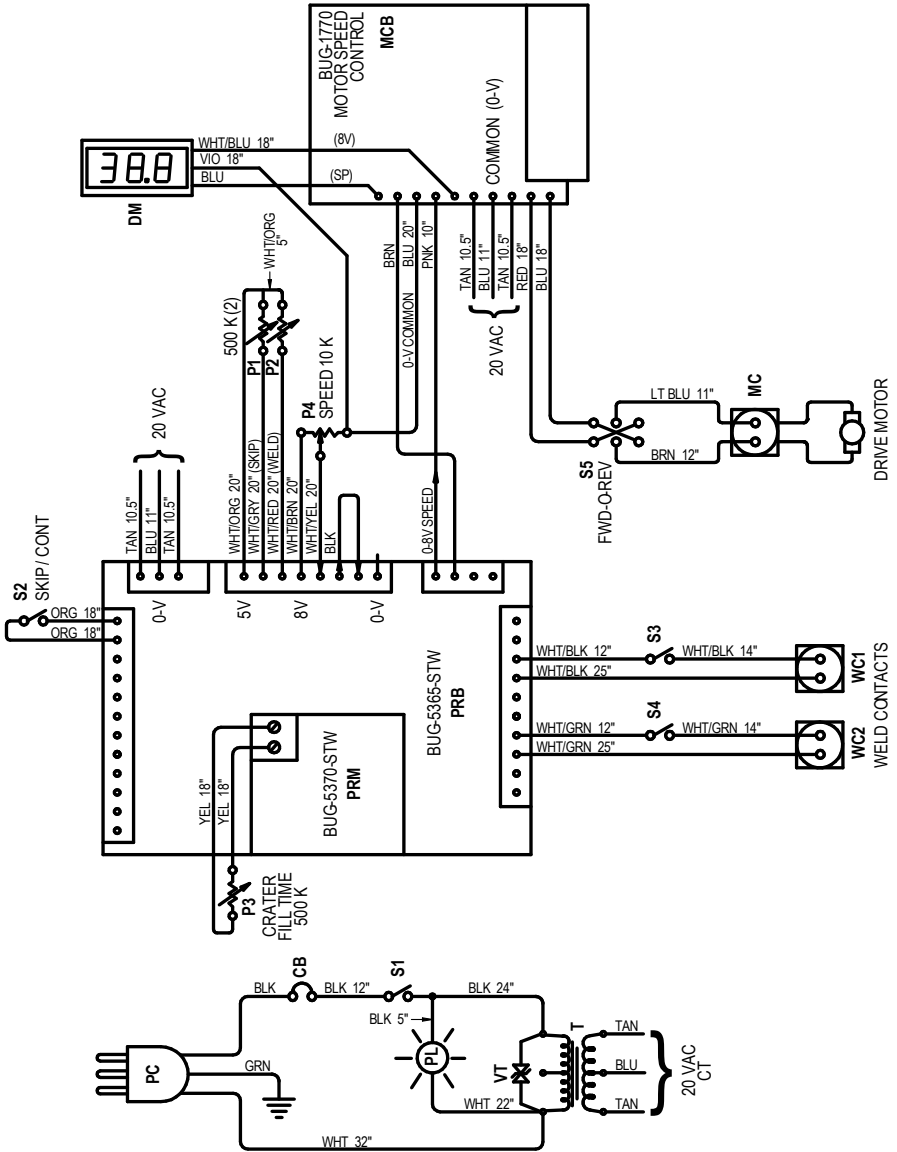 PC
BLK
CB
BLK 12"
S1
BLK 24"
BLK 5"
GRN
PL
VT
WHT 22"
WHT 32"
T
TAN
BLU
TAN
20 VAC
CT
S2
SKIP / CONT
ORG 18"
ORG 18"
YEL 18"
YEL 18"
P3
CRATER
FILL TIME
500 K
BUG-5370-STW
PRM
BUG-5365-STW
PRB
TAN 10.5"
BLU 11"
TAN 10.5"
20 VAC
0-V
5V
8V
0-V
WHT/ORG 20"
WHT/GRY 20" (SKIP)
WHT/RED 20" (WELD)
WHT/BRN 20"
WHT/YEL 20"
BLK
500 K (2)
P1
P2
WHT/ORG
5"
P4
SPEED 10 K
0-8V SPEED
0-V COMMON
WHT/BLK 12"
S3
WHT/BLK 14"
WHT/BLK 25"
WC1
WHT/GRN 12"
S4
WHT/GRN 14"
WHT/GRN 25"
WC2
WELD CONTACTS
38.8
DM
WHT/BLU 18"
VIO 18"
BLU
(8V)
(SP)
BUG-1770
MOTOR SPEED
CONTROL
MCB
BRN
BLU 20"
PNK 10"
TAN 10.5"
BLU 11"
TAN 10.5"
20 VAC
COMMON (0-V)
RED 18"
BLU 18"
S5
FWD-O-REV
LT BLU 11"
BRN 12"
MC
DRIVE MOTOR